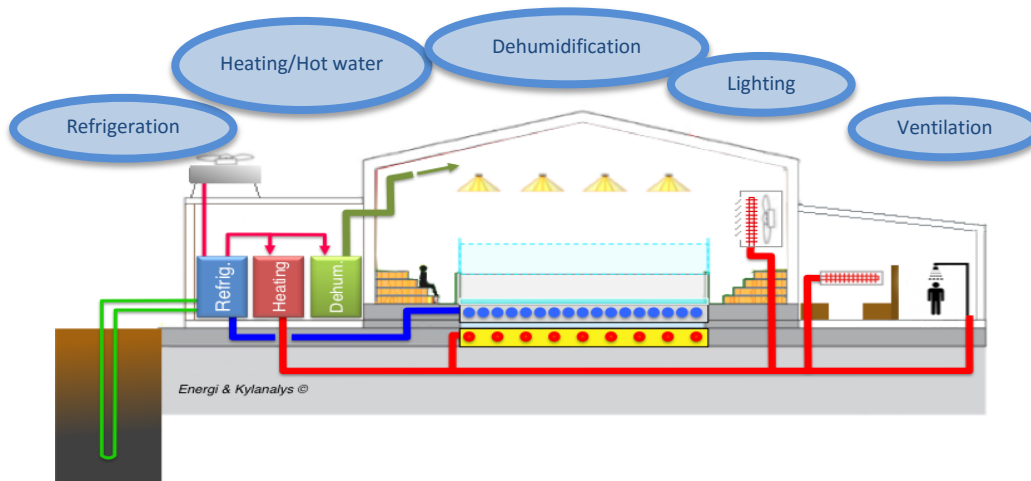 Dehumidification
Heating/Hot water
Lighting
Refrigeration
Ventilation
Refrig.
Heating
Dehum.
Energi & Kylanalys ©